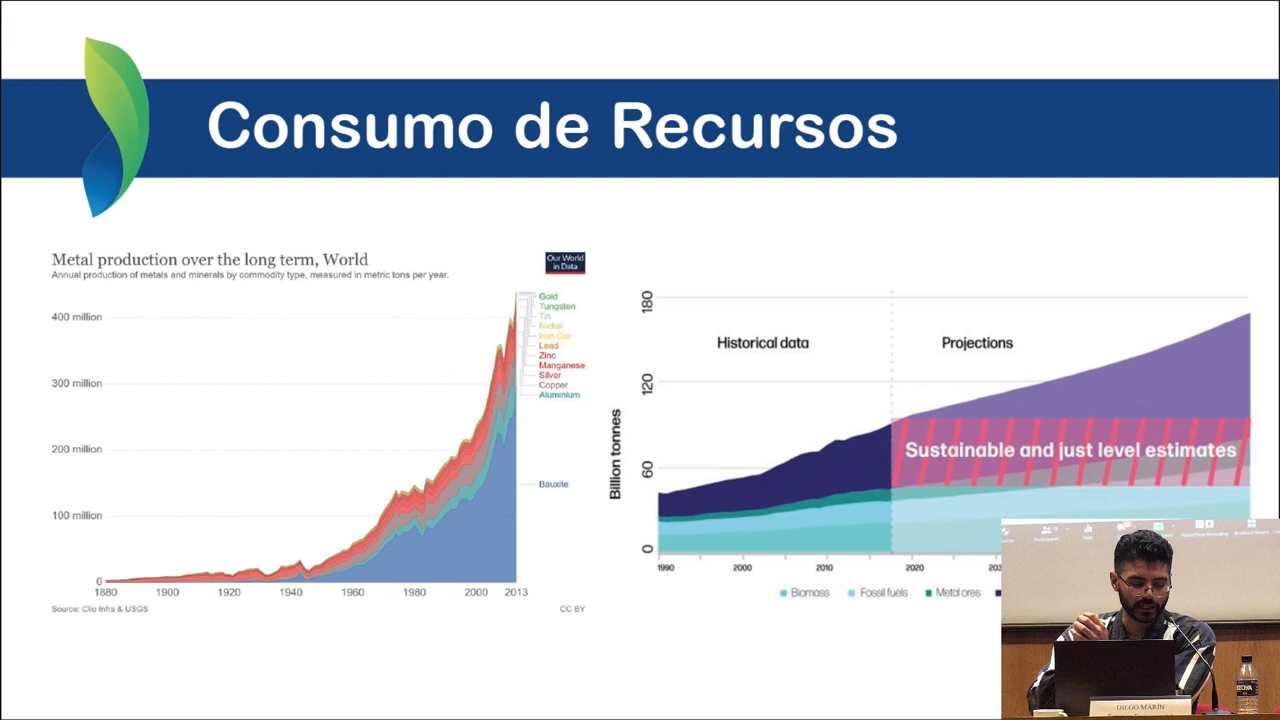 Consumo de Recursos
Metal production over the long term, World
Annual production of metals and minerals by commodity type, measured in metric tons per year.
Our World
in Data
400 million
300 million
200 million
100 million
0
1880
1900
1920
1940
1960
1980
2000
2013
Gold
Tungsten
Tin
Nickel
Iron Ore
Lead
Zinc
Manganese
Silver
Copper
Aluminium
Bauxite
Source: Clio Infra & USGS
CC BY
Billion tonnes
180
120
60
0
Historical data
Projections
Sustainable and just level estimates
1990
2000
2010
2020
Biomass
Fossil fuels
Metal ores
Participants
DIEGO MARÍN